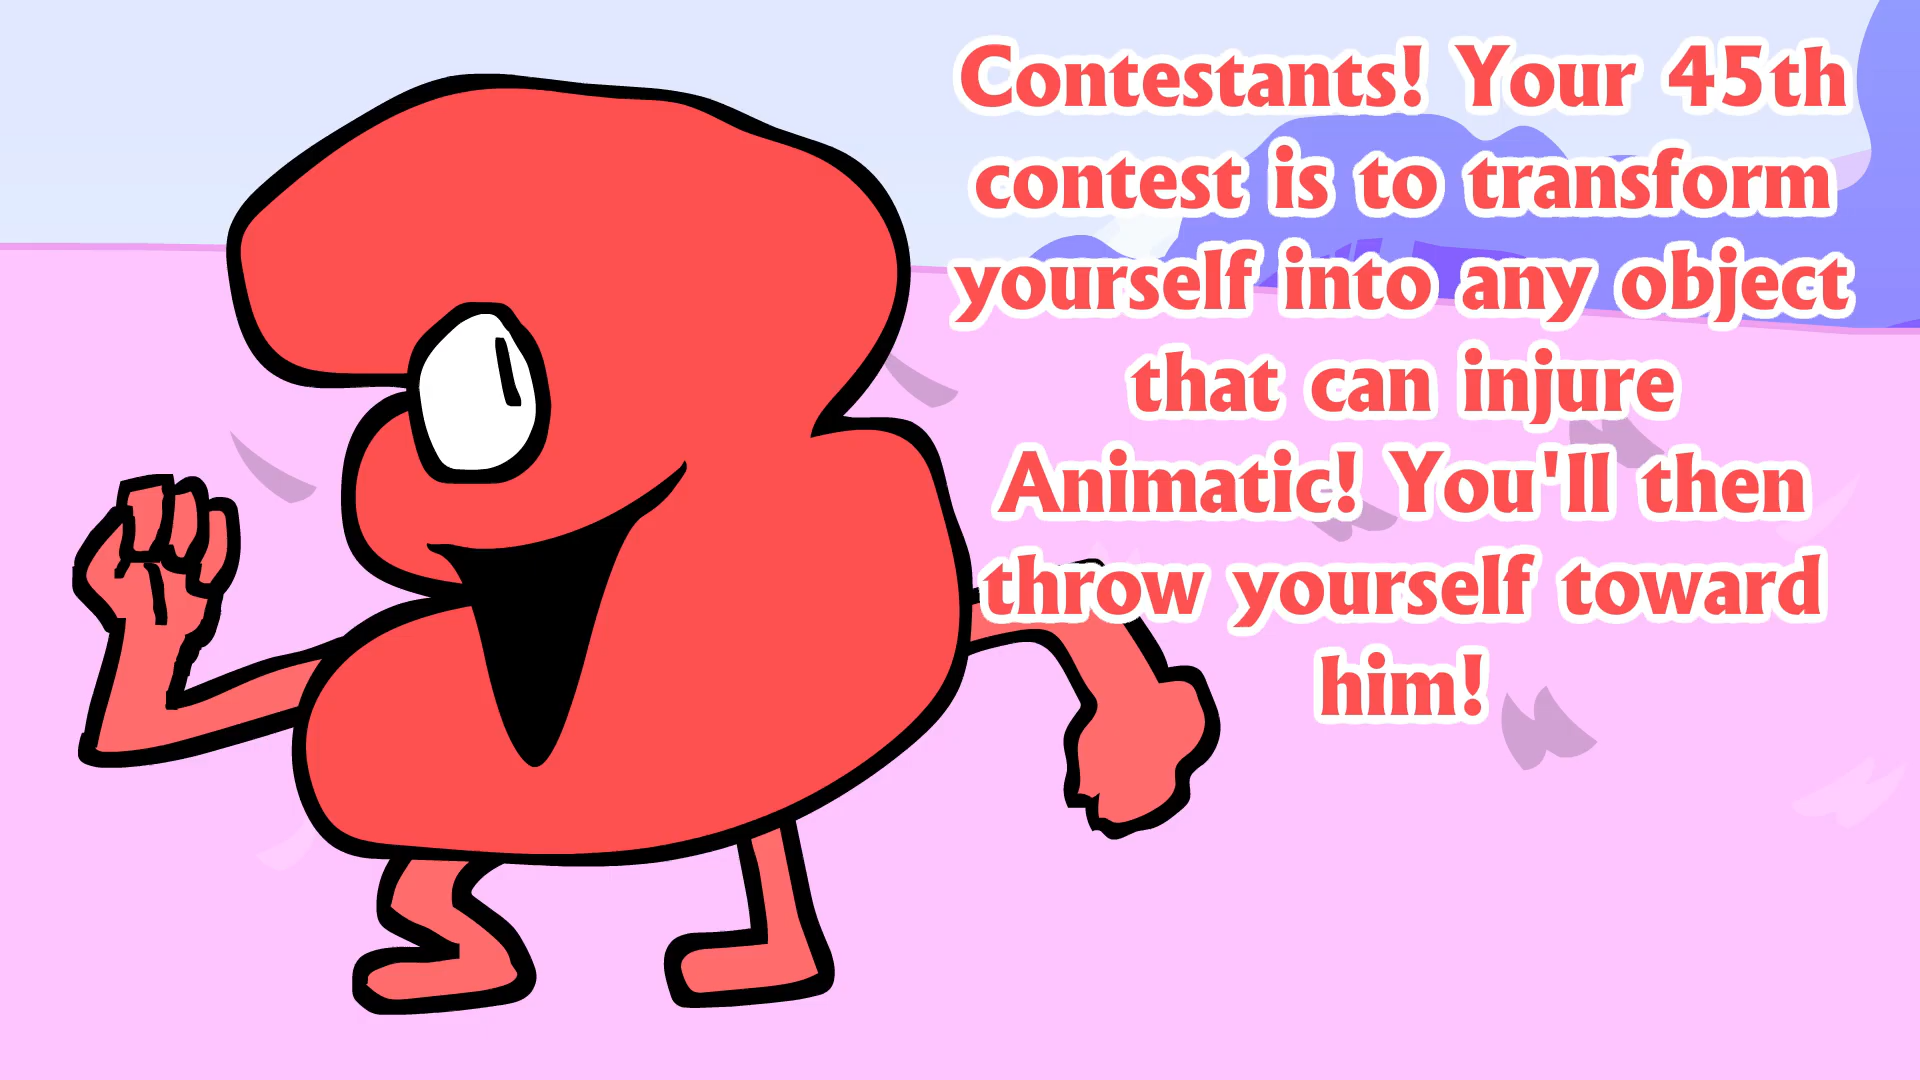 Contestants! Your 45th
contest is to transform
yourself into any object
that can injure
Animatic! You'll then
throw yourself toward
him!